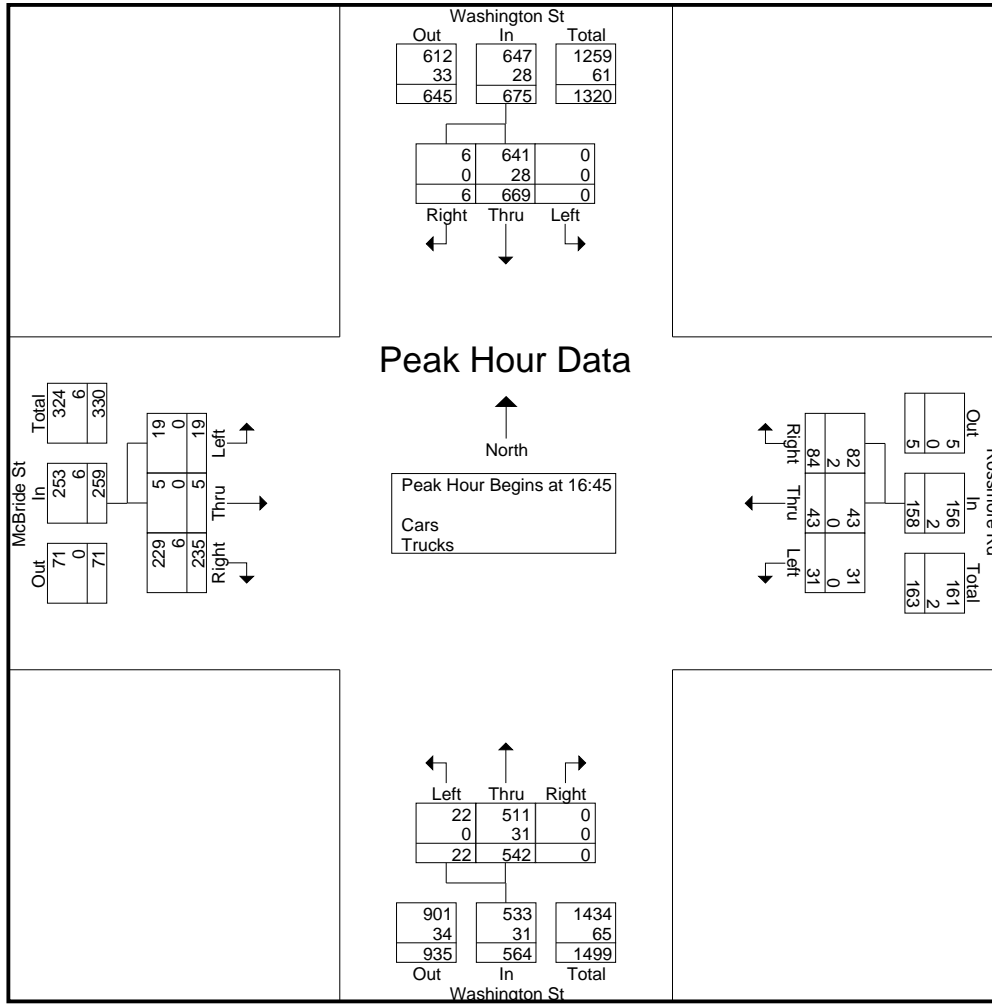 Washington St
Out In Total
612 647 1259
33 28 61
645 675 1320
6 641 0
0 28 0
6 669 0
Right Thru Left
Peak Hour Data
North
Peak Hour Begins at 16:45
Cars
Trucks
McBride St
Total In Out
324 253 71
6 6 0
330 259 71
19 5 229
0 0 6
19 5 235
Left Thru Right
Rossmore Rd
Out In Total
5 156 161
0 2 2
5 158 163
82 43 31
2 0 0
84 43 31
Right Thru Left
Left Thru Right
22 511 0
0 31 0
22 542 0
901 533 1434
34 31 65
935 564 1499
Out In Total
Washington St